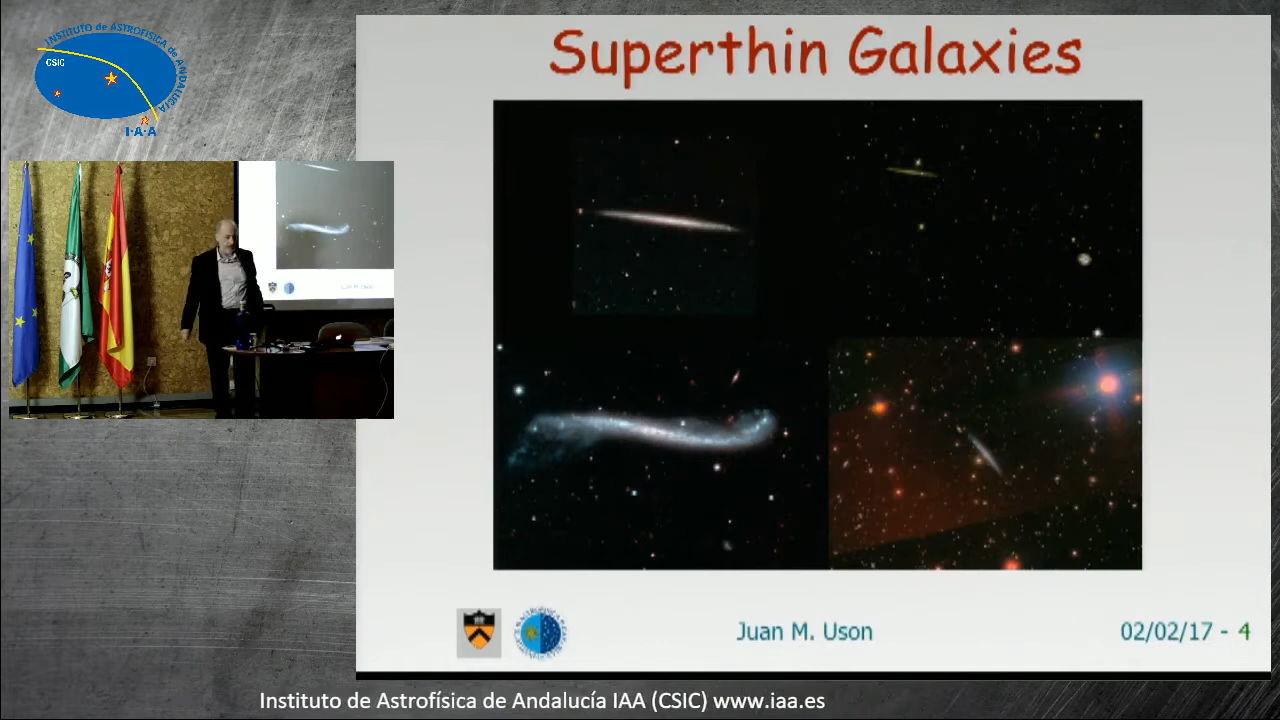 INSTITUTO de ASTROFÍSICA de ANDALUCÍA
CSIC
I·A·A
Superthin Galaxies
Juan M. Uson
02/02/17 - 4
Instituto de Astrofísica de Andalucía IAA (CSIC) www.iaa.es